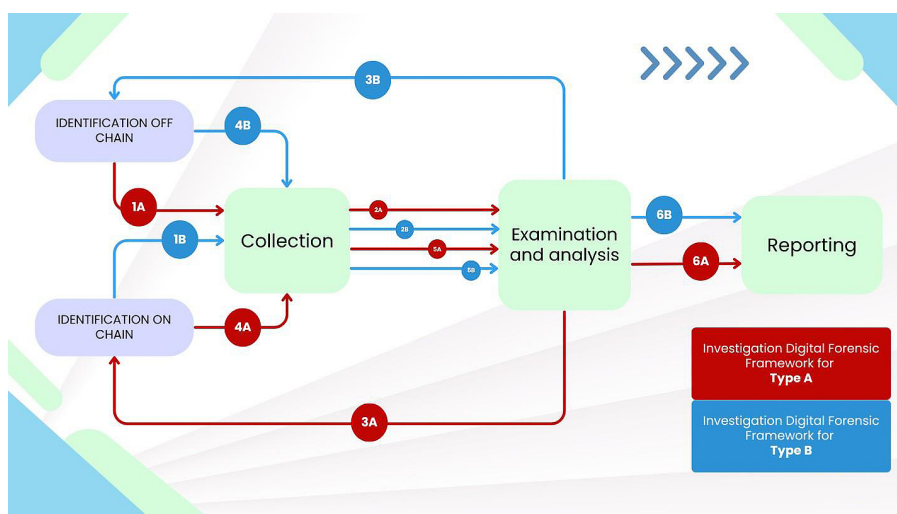 3B
IDENTIFICATION OFF
CHAIN
4B
1A
1B
Collection
2A
2B
5A
5B
Examination
and analysis
6B
6A
Reporting
IDENTIFICATION ON
CHAIN
4A
3A
Investigation Digital Forensic
Framework for
Type A
Investigation Digital Forensic
Framework for
Type B